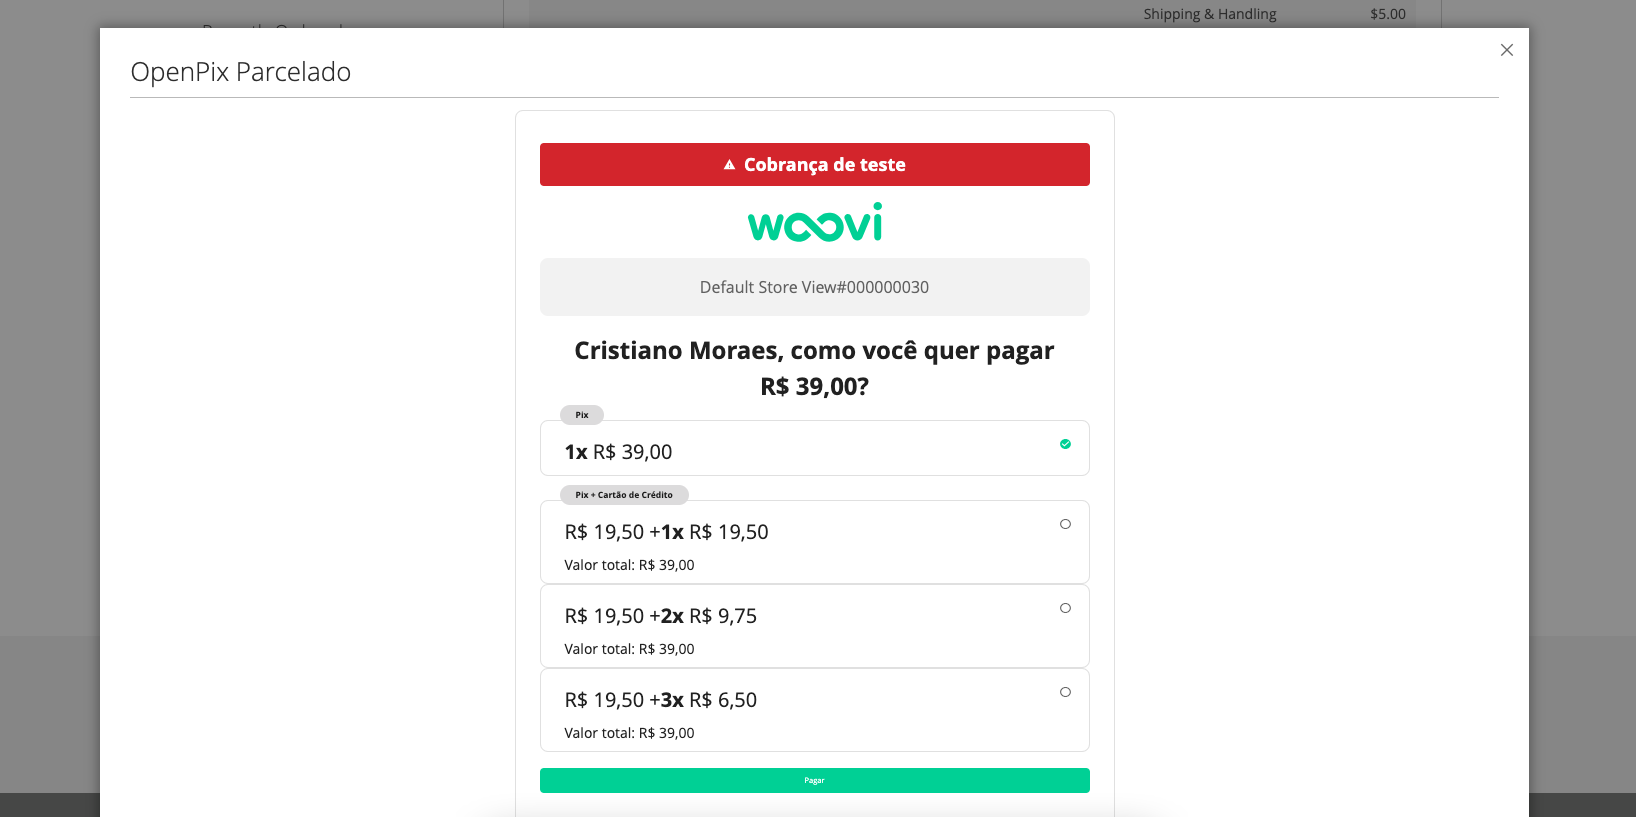 Shipping & Handling $5.00
OpenPix Parcelado
Cobrança de teste
woovi
Default Store View#000000030
Cristiano Moraes, como você quer pagar
R$ 39,00?
Pix
1x R$ 39,00
Pix + Cartão de Crédito
R$ 19,50 +1x R$ 19,50
Valor total: R$ 39,00
R$ 19,50 +2x R$ 9,75
Valor total: R$ 39,00
R$ 19,50 +3x R$ 6,50
Valor total: R$ 39,00
Pagar